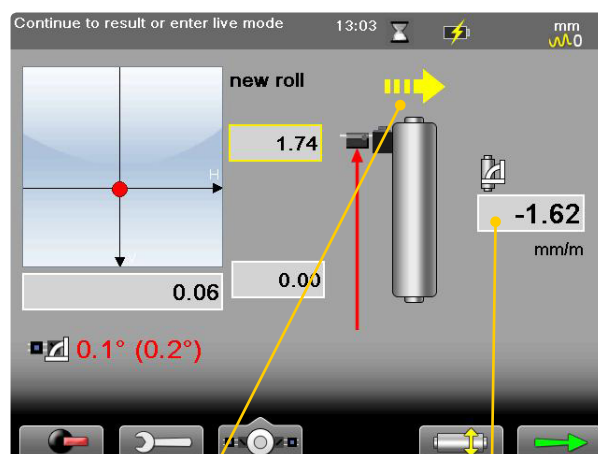 Continue to result or enter live mode 13:03 mm
0
new roll
1.74
H
-1.62
mm/m
V
0.06
0.00
0.1° (0.2°)